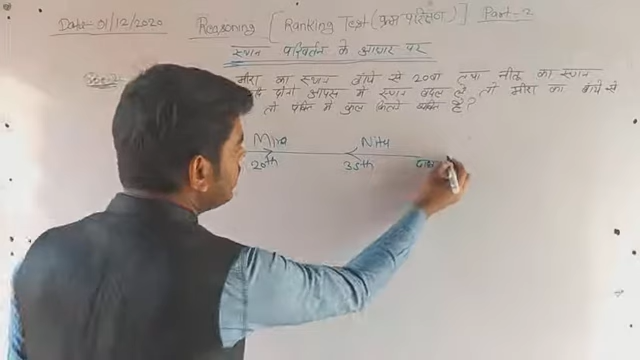 Date- 01/12/2020 Reasoning [Ranking Test (क्रम परिक्षण)] Part-2
स्थान परिवर्तन के आधार पर
मीरा का स्थान बांये से 20वां तथा नीतू का स्थान
दोनों आपस में स्थान बदल लें तो मीरा का बांये से
तो पंक्ति में कुल कितने व्यक्ति है?
Mira Nitu
20th 35th